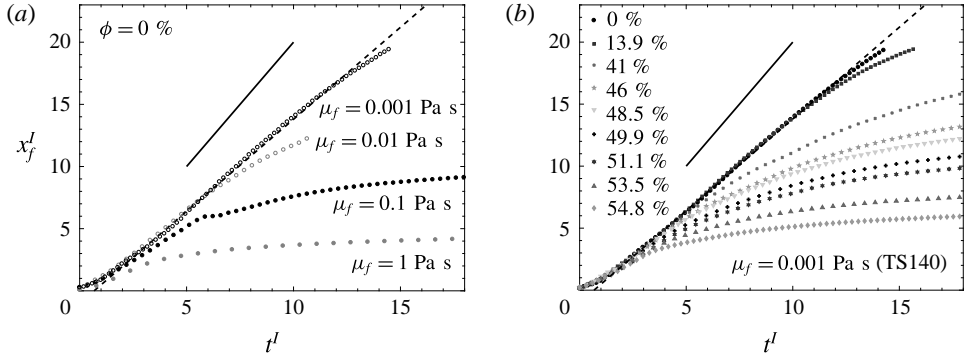 (a)
ϕ = 0 %
20
15
x_f^I
10
5
0
5
10
15
t^I
μ_f = 0.001 Pa s
μ_f = 0.01 Pa s
μ_f = 0.1 Pa s
μ_f = 1 Pa s
(b)
0 %
13.9 %
41 %
46 %
48.5 %
49.9 %
51.1 %
53.5 %
54.8 %
20
15
10
5
0
5
10
15
t^I
μ_f = 0.001 Pa s (TS140)